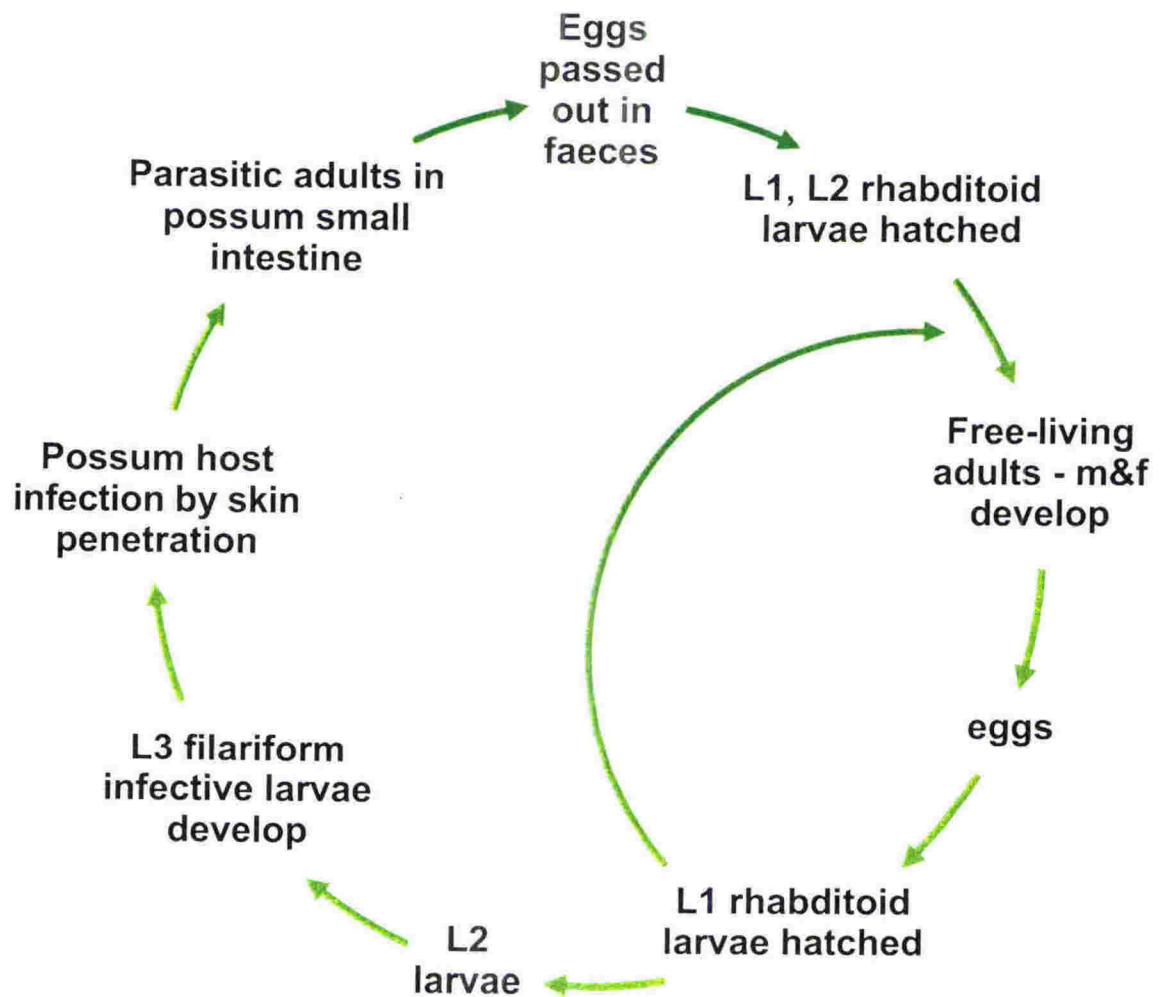 Eggs
passed
out in
faeces
L1, L2 rhabditoid
larvae hatched
Free-living
adults - m&f
develop
eggs
L1 rhabditoid
larvae hatched
L2
larvae
L3 filariform
infective larvae
develop
Possum host
infection by skin
penetration
Parasitic adults in
possum small
intestine